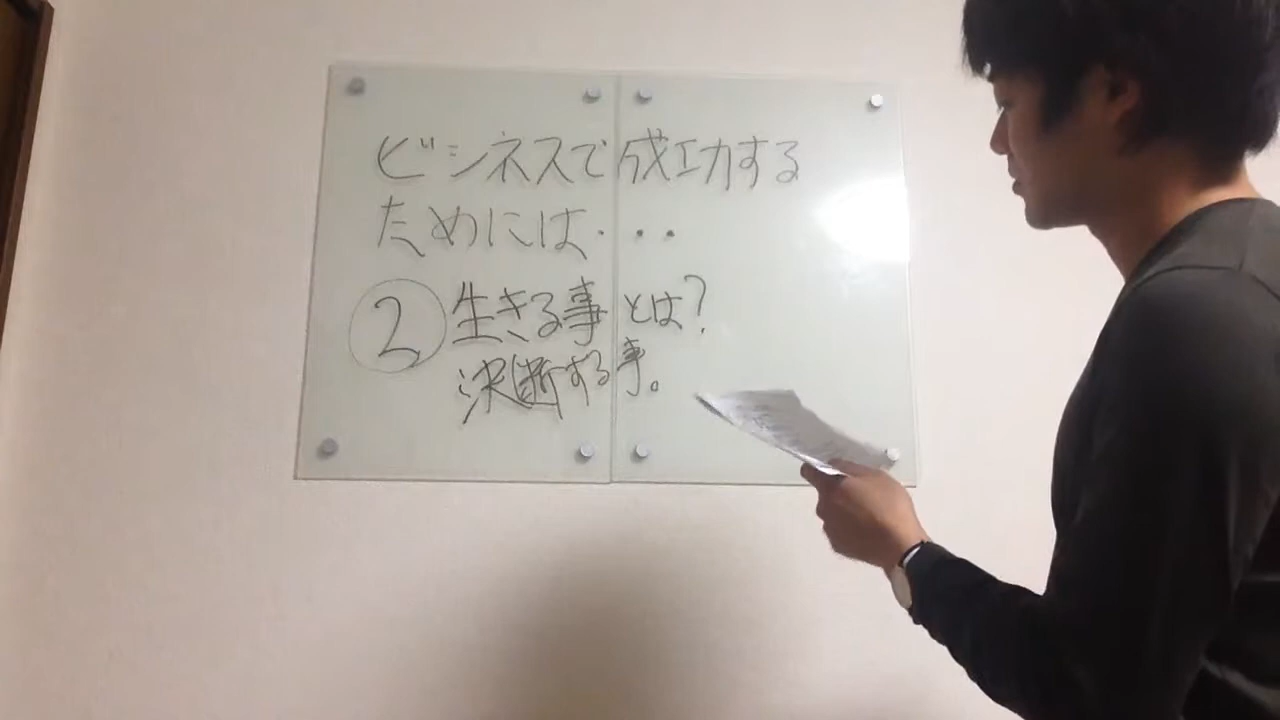 ビジネスで成功する
ためには・・・
② 生きる事とは?
決断する事。